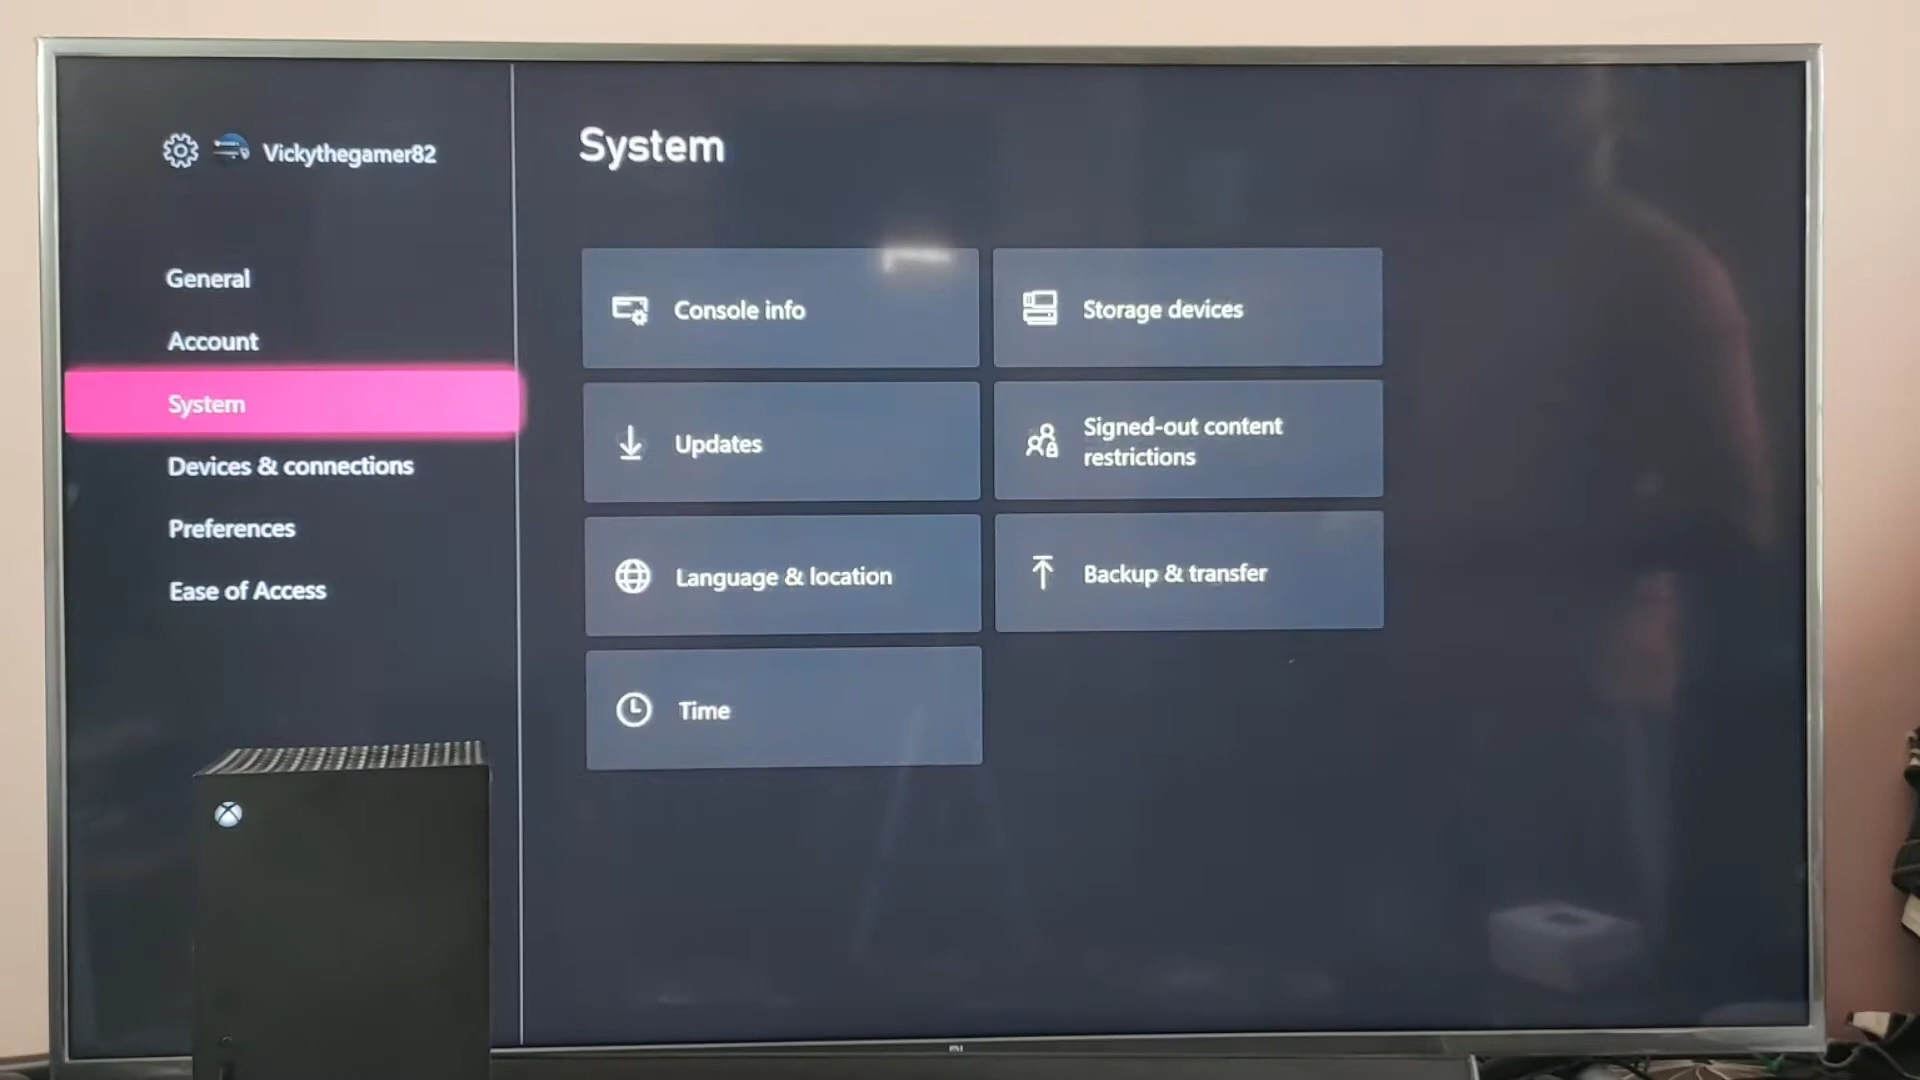 Vickythegamer82
General
Account
System
Devices & connections
Preferences
Ease of Access
System
Console info
Storage devices
Updates
Signed-out content
restrictions
Language & location
Backup & transfer
Time
mi